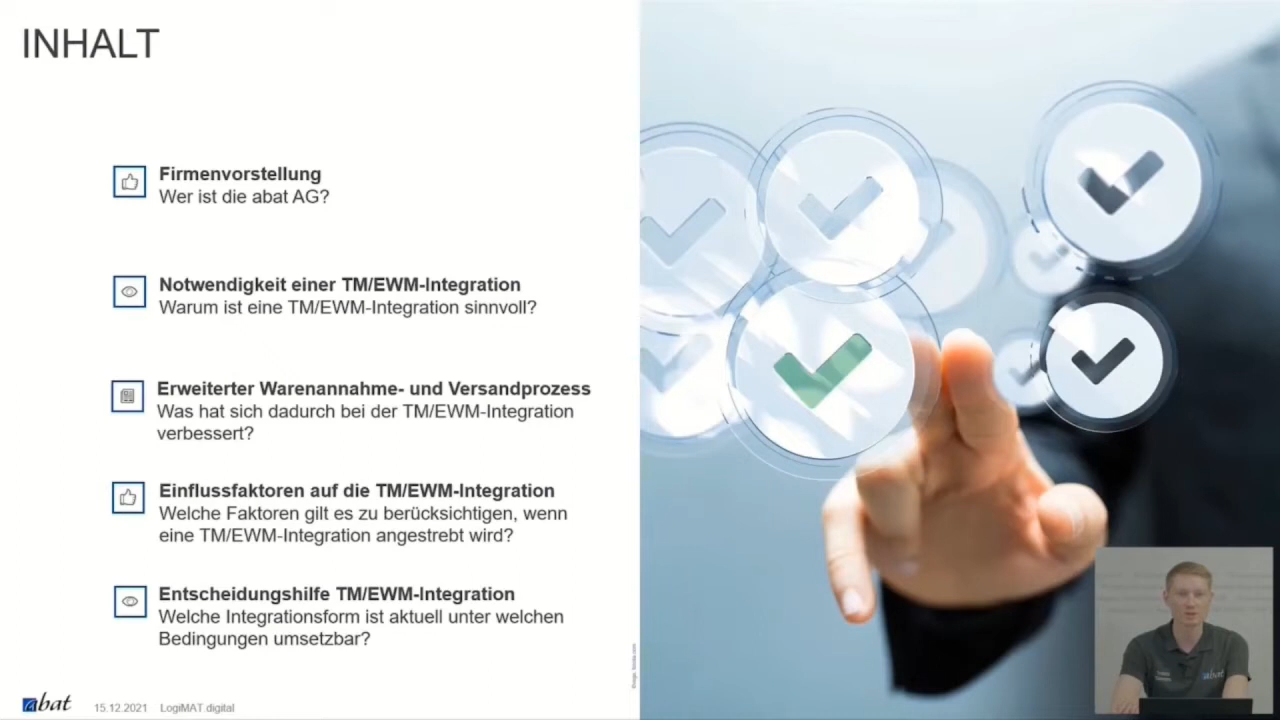 INHALT
Firmenvorstellung
Wer ist die abat AG?
Notwendigkeit einer TM/EWM-Integration
Warum ist eine TM/EWM-Integration sinnvoll?
Erweiterter Warenannahme- und Versandprozess
Was hat sich dadurch bei der TM/EWM-Integration
verbessert?
Einflussfaktoren auf die TM/EWM-Integration
Welche Faktoren gilt es zu berücksichtigen, wenn
eine TM/EWM-Integration angestrebt wird?
Entscheidungshilfe TM/EWM-Integration
Welche Integrationsform ist aktuell unter welchen
Bedingungen umsetzbar?
abat
15.12.2021 LogiMAT digital
abat